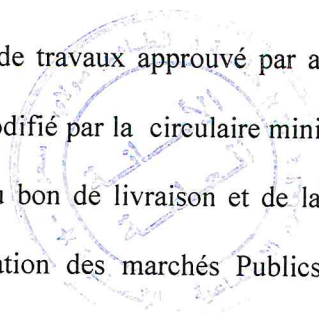 de travaux approuvé par a
odifié par la circulaire mini
u bon de livraison et de la
ation des marchés Publics